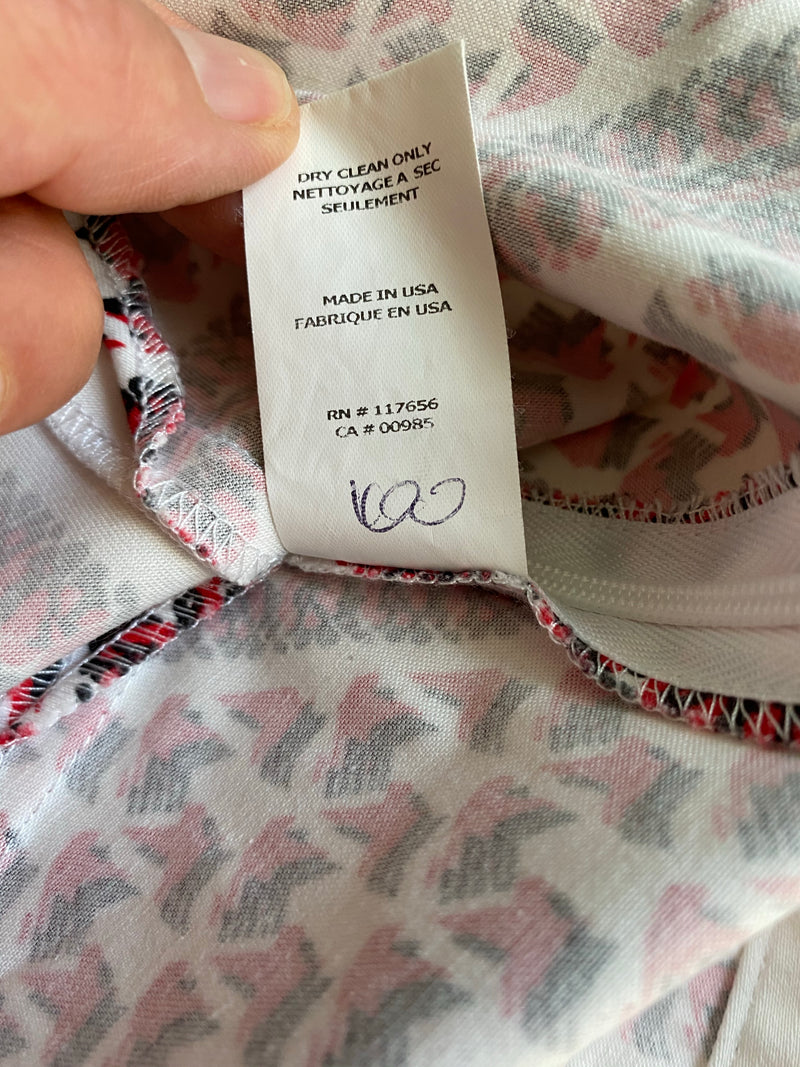 DRY CLEAN ONLY
NETTOYAGE A SEC
SEULEMENT
MADE IN USA
FABRIQUE EN USA
RN # 117656
CA # 00985